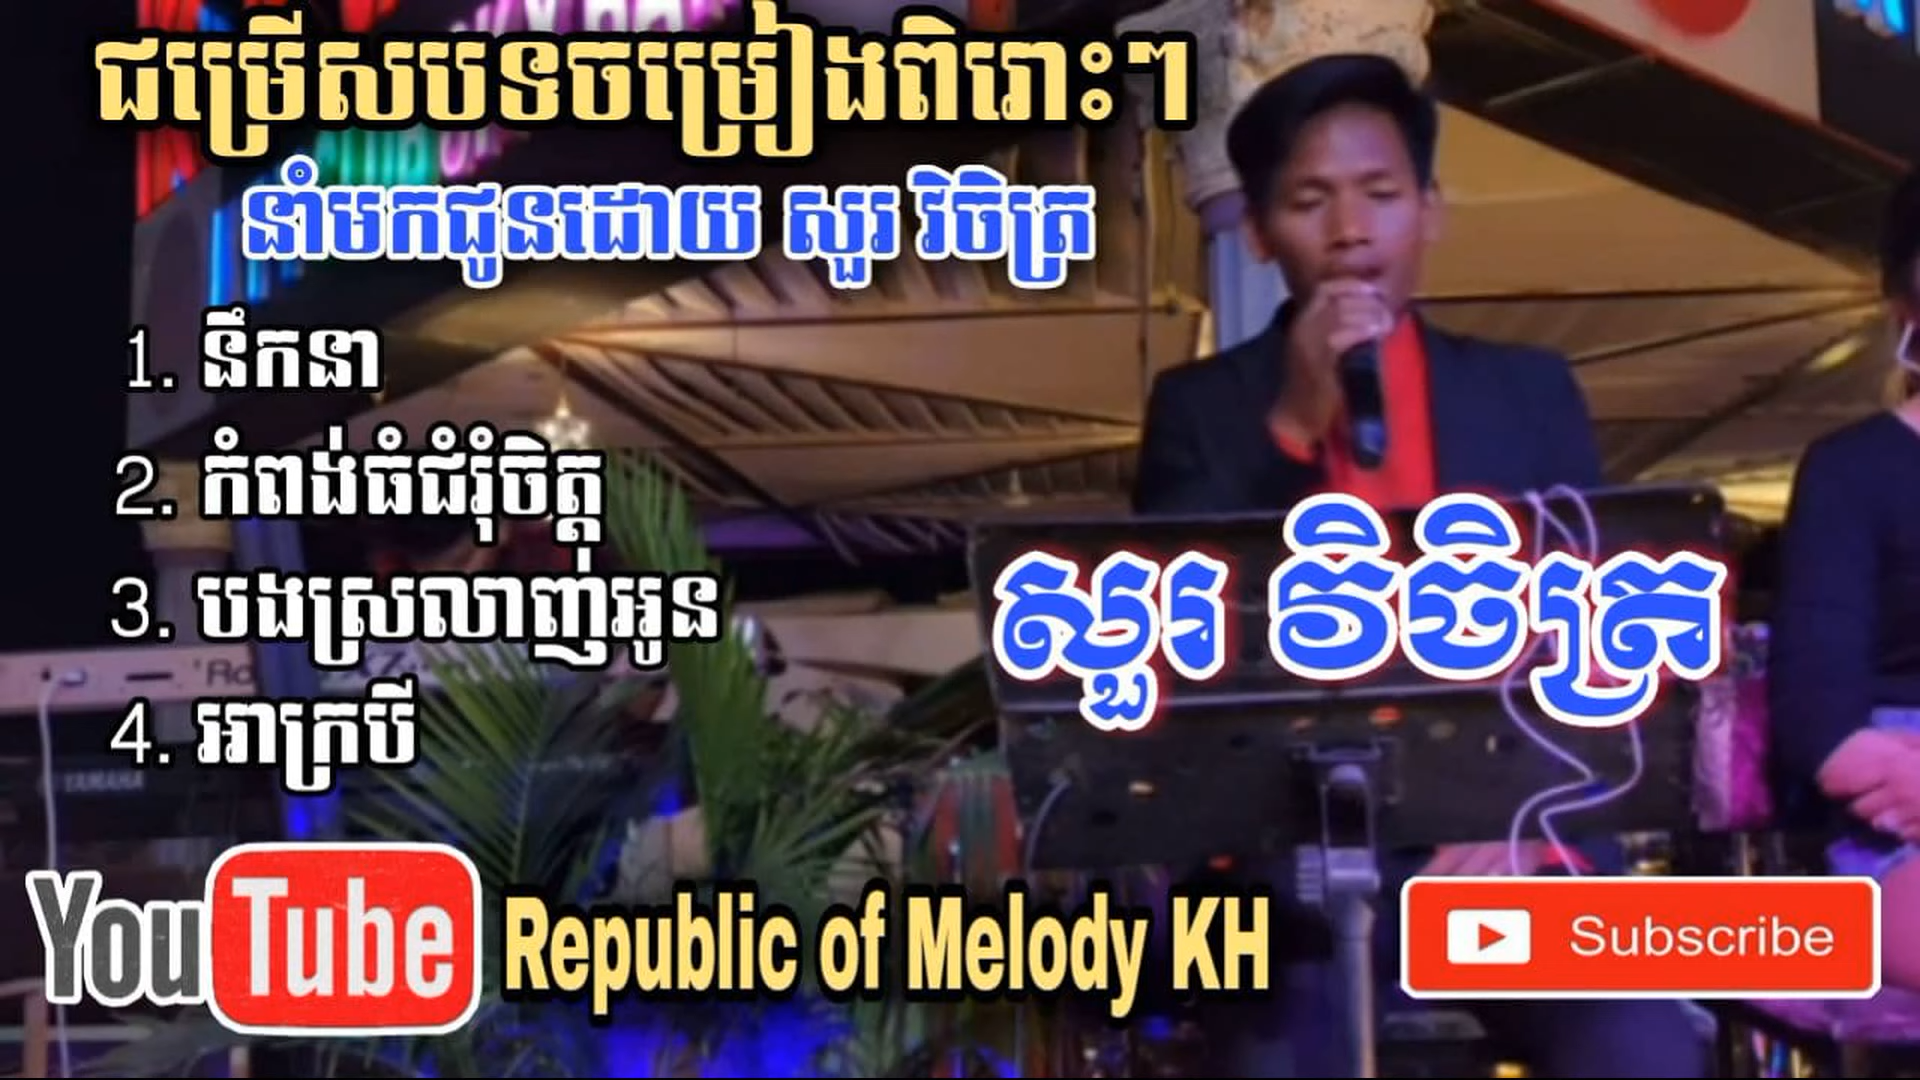 ជម្រើសបទចម្រៀងពិរោះៗ
នាំមកជូនដោយ សួរ វិចិត្រ
1. នឹកនា
2. កំពង់ធំជំរុំចិត្ត
3. បងស្រលាញ់អូន
4. អាក្របី
សួរ វិចិត្រ
YouTube Republic of Melody KH
Subscribe
YAMAHA